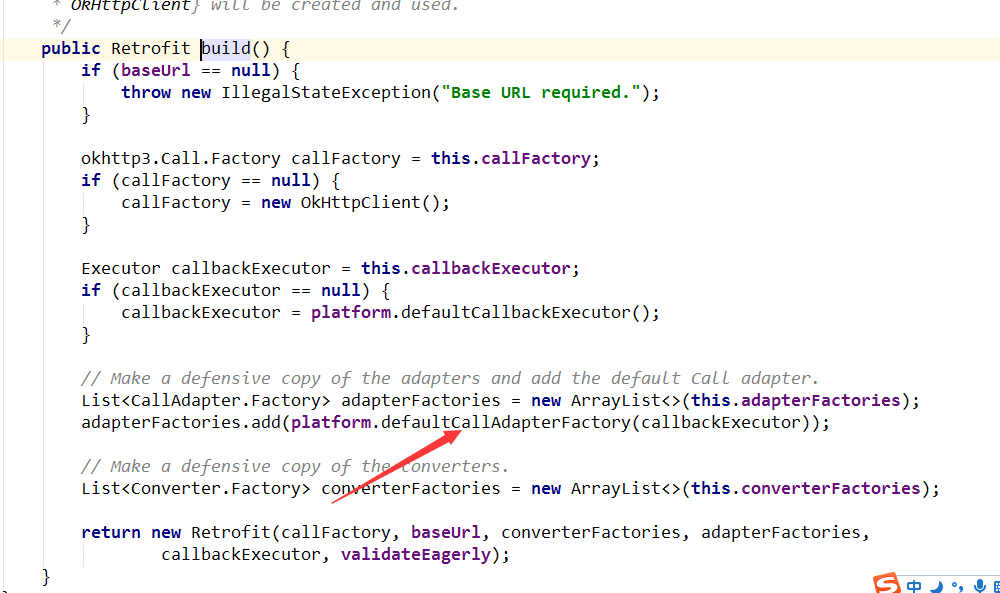 * OkHttpClient} will be created and used.
*/
public Retrofit build() {
if (baseUrl == null) {
throw new IllegalStateException("Base URL required.");
}
okhttp3.Call.Factory callFactory = this.callFactory;
if (callFactory == null) {
callFactory = new OkHttpClient();
}
Executor callbackExecutor = this.callbackExecutor;
if (callbackExecutor == null) {
callbackExecutor = platform.defaultCallbackExecutor();
}
// Make a defensive copy of the adapters and add the default Call adapter.
List<CallAdapter.Factory> adapterFactories = new ArrayList<>(this.adapterFactories);
adapterFactories.add(platform.defaultCallAdapterFactory(callbackExecutor));
// Make a defensive copy of the converters.
List<Converter.Factory> converterFactories = new ArrayList<>(this.converterFactories);
return new Retrofit(callFactory, baseUrl, converterFactories, adapterFactories,
callbackExecutor, validateEagerly);
}
S 中